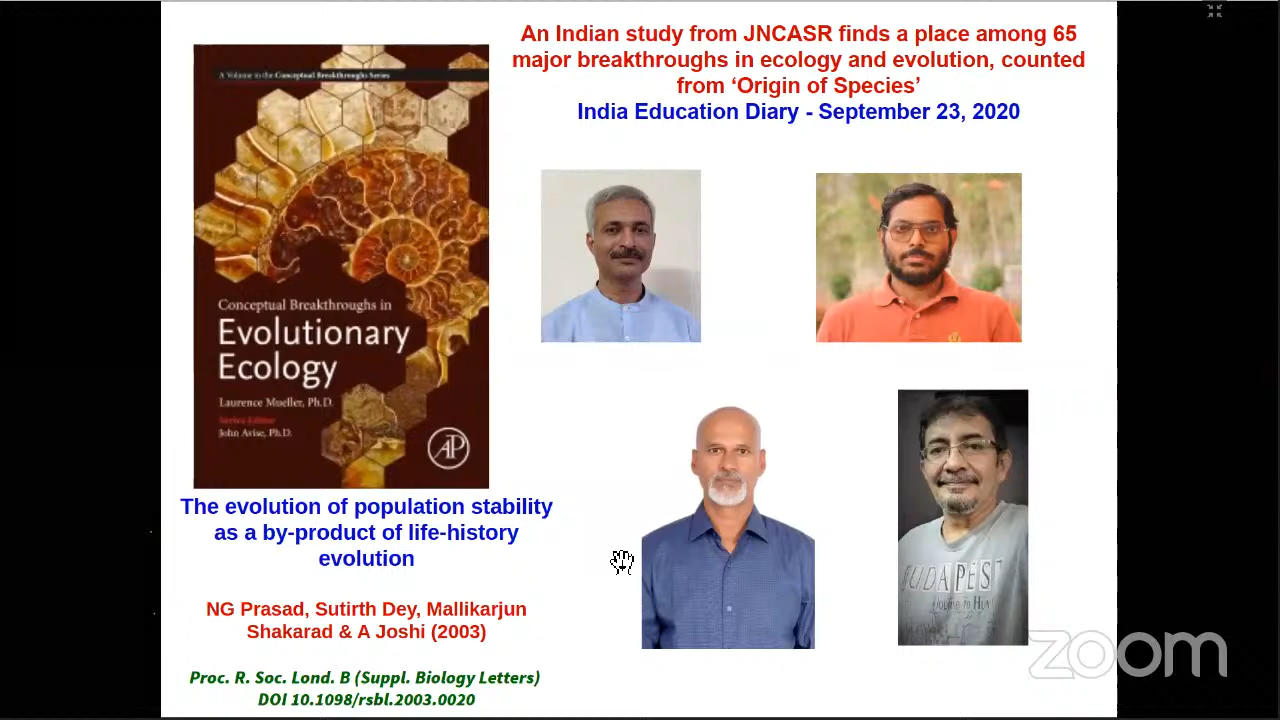 An Indian study from JNCASR finds a place among 65
major breakthroughs in ecology and evolution, counted
from ‘Origin of Species’
India Education Diary - September 23, 2020
A Volume in the Conceptual Breakthroughs Series
Conceptual Breakthroughs in
Evolutionary
Ecology
Laurence Mueller, Ph.D.
Series Editor
John Avise, Ph.D.
AP
The evolution of population stability
as a by-product of life-history
evolution
NG Prasad, Sutirth Dey, Mallikarjun
Shakarad & A Joshi (2003)
Proc. R. Soc. Lond. B (Suppl. Biology Letters)
DOI 10.1098/rsbl.2003.0020
BUDAPEST
zoom